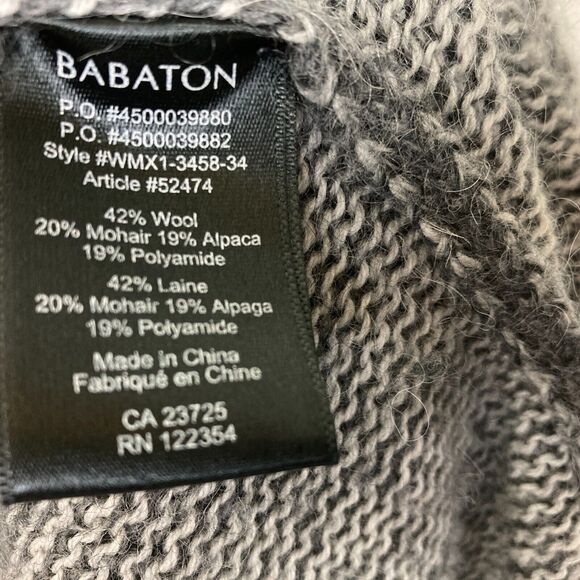 BABATON
P.O. #4500039880
P.O. #4500039882
Style #WMX1-3458-34
Article #52474
42% Wool
20% Mohair 19% Alpaca
19% Polyamide
42% Laine
20% Mohair 19% Alpaga
19% Polyamide
Made in China
Fabriqué en Chine
CA 23725
RN 122354